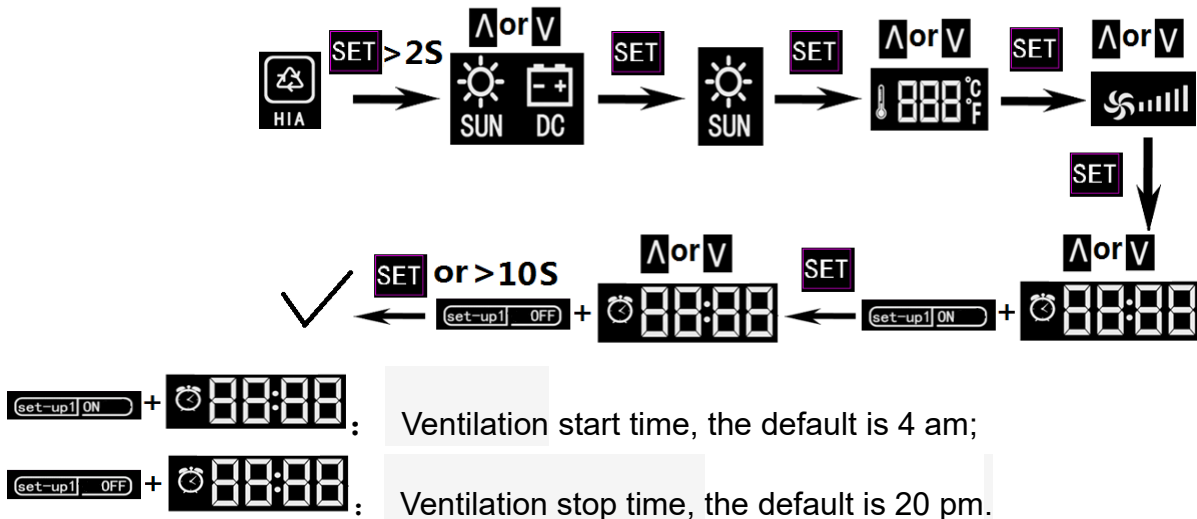 Λ or V
SET >2S
SET
SET
Λ or V
SET
Λ or V
HIA
SUN DC
SUN
888 °C °F
SET
SET or >10S
Λ or V
SET
Λ or V
set-up1 OFF + 88:88
set-up1 ON + 88:88
set-up1 ON + 88:88 : Ventilation start time, the default is 4 am;
set-up1 OFF + 88:88 : Ventilation stop time, the default is 20 pm.